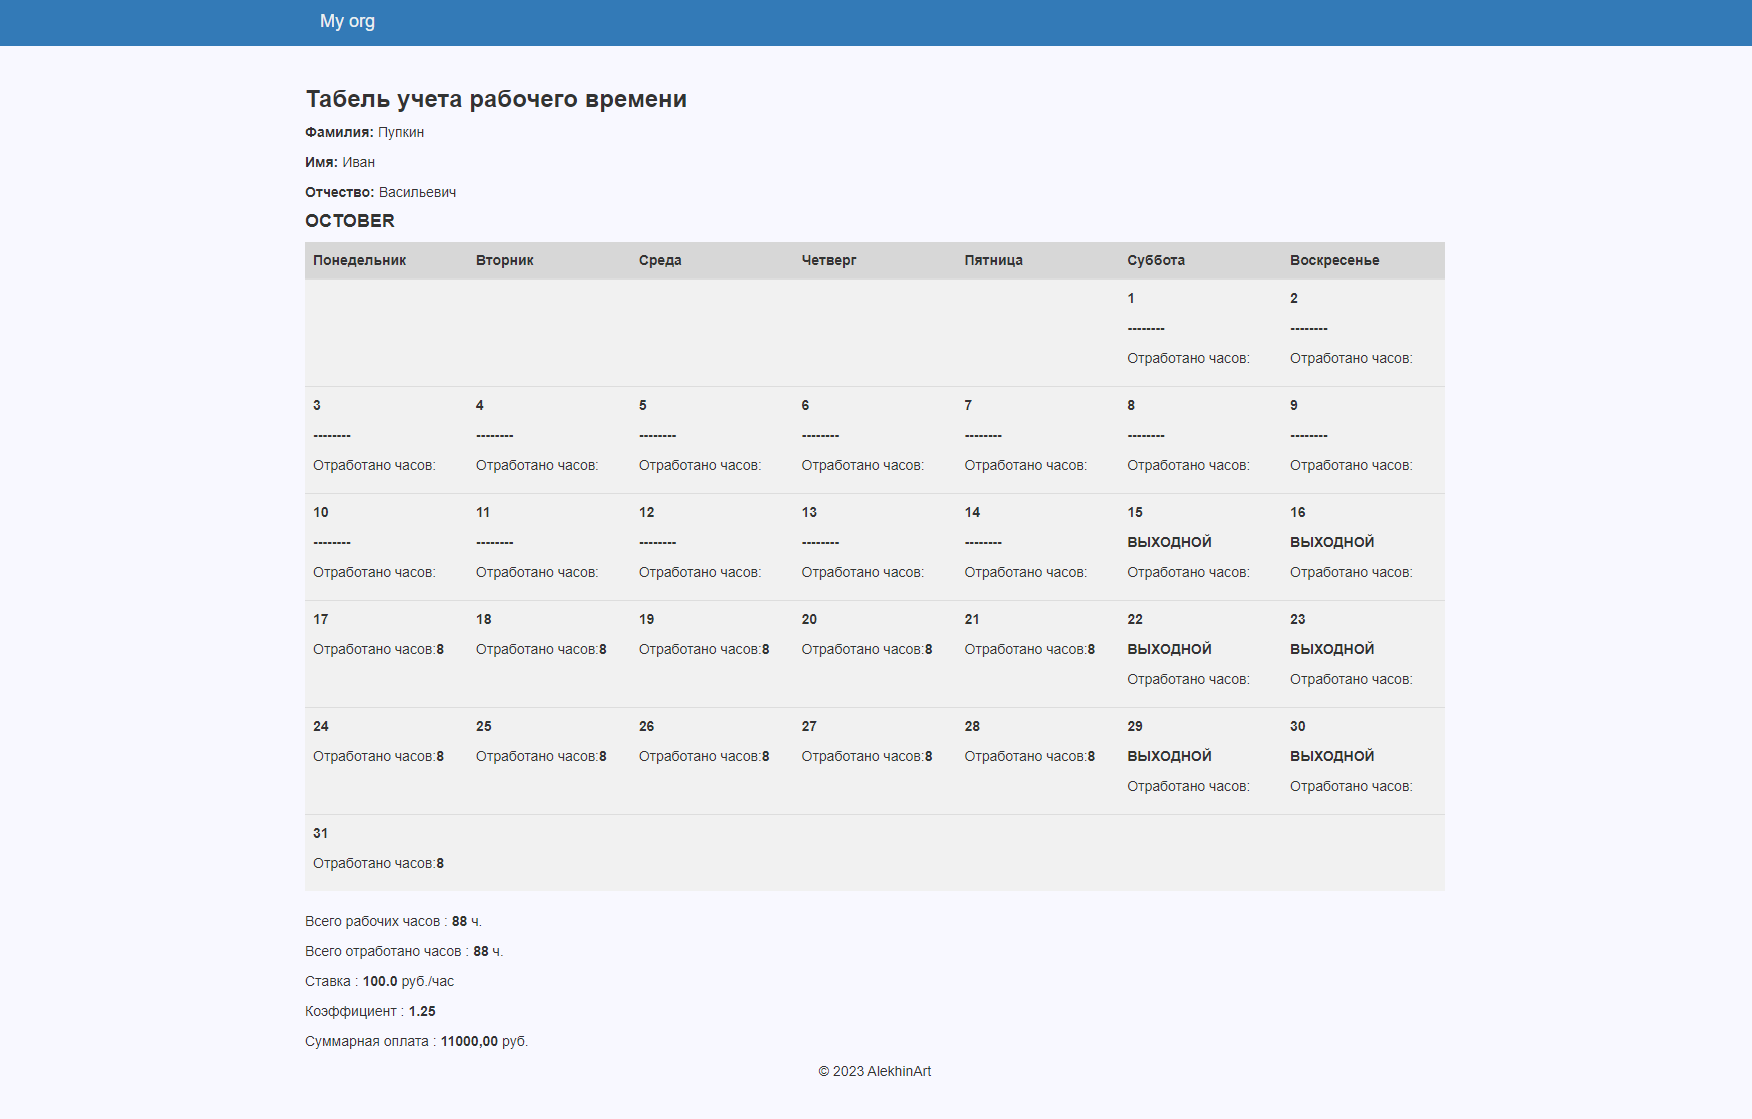 My org
Табель учета рабочего времени
Фамилия: Пупкин
Имя: Иван
Отчество: Васильевич
OCTOBER
Понедельник Вторник Среда Четверг Пятница Суббота Воскресенье
1 2
-------- --------
Отработано часов: Отработано часов:
3 4 5 6 7 8 9
-------- -------- -------- -------- -------- -------- --------
Отработано часов: Отработано часов: Отработано часов: Отработано часов: Отработано часов: Отработано часов: Отработано часов:
10 11 12 13 14 15 16
-------- -------- -------- -------- -------- ВЫХОДНОЙ ВЫХОДНОЙ
Отработано часов: Отработано часов: Отработано часов: Отработано часов: Отработано часов: Отработано часов: Отработано часов:
17 18 19 20 21 22 23
Отработано часов:8 Отработано часов:8 Отработано часов:8 Отработано часов:8 Отработано часов:8 ВЫХОДНОЙ ВЫХОДНОЙ
Отработано часов: Отработано часов:
24 25 26 27 28 29 30
Отработано часов:8 Отработано часов:8 Отработано часов:8 Отработано часов:8 Отработано часов:8 ВЫХОДНОЙ ВЫХОДНОЙ
Отработано часов: Отработано часов:
31
Отработано часов:8
Всего рабочих часов : 88 ч.
Всего отработано часов : 88 ч.
Ставка : 100.0 руб./час
Коэффициент : 1.25
Суммарная оплата : 11000,00 руб.
© 2023 AlekhinArt